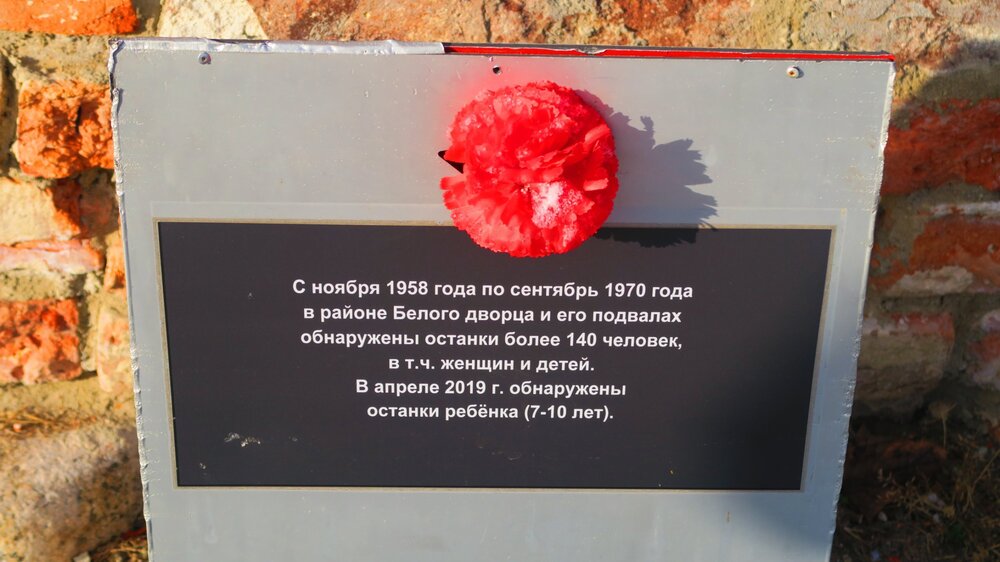 С ноября 1958 года по сентябрь 1970 года
в районе Белого дворца и его подвалах
обнаружены останки более 140 человек,
в т.ч. женщин и детей.
В апреле 2019 г. обнаружены
останки ребёнка (7-10 лет).